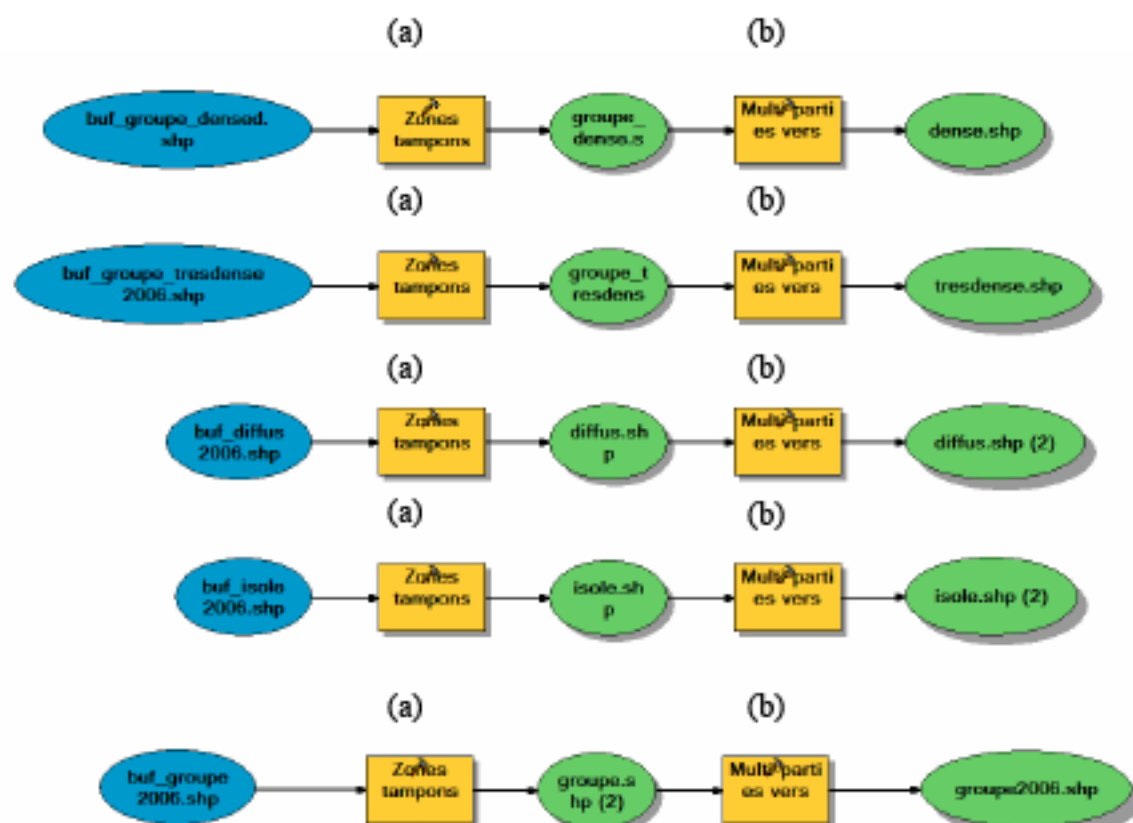 (a) (b)
buf_groupe_densed.
shp
Zones
tampons
groupe_
dense.s
Multi-parti
es vers
dense.shp
(a) (b)
buf_groupe_tresdense
2006.shp
Zones
tampons
groupe_t
resdens
Multi-parti
es vers
tresdense.shp
(a) (b)
buf_diffus
2006.shp
Zones
tampons
diffus.sh
p
Multi-parti
es vers
diffus.shp (2)
(a) (b)
buf_isole
2006.shp
Zones
tampons
isole.sh
p
Multi-parti
es vers
isole.shp (2)
(a) (b)
buf_groupe
2006.shp
Zones
tampons
groupe.s
hp (2)
Multi-parti
es vers
groupe2006.shp